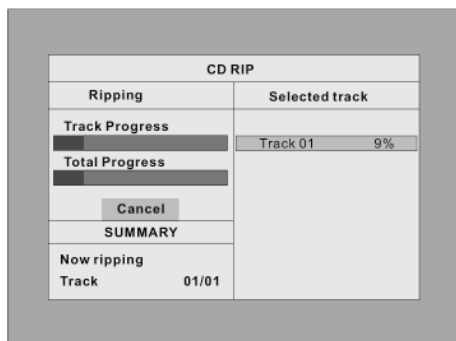 CD RIP
Ripping
Selected track
Track Progress
Track 01 9%
Total Progress
Cancel
SUMMARY
Now ripping
Track 01/01